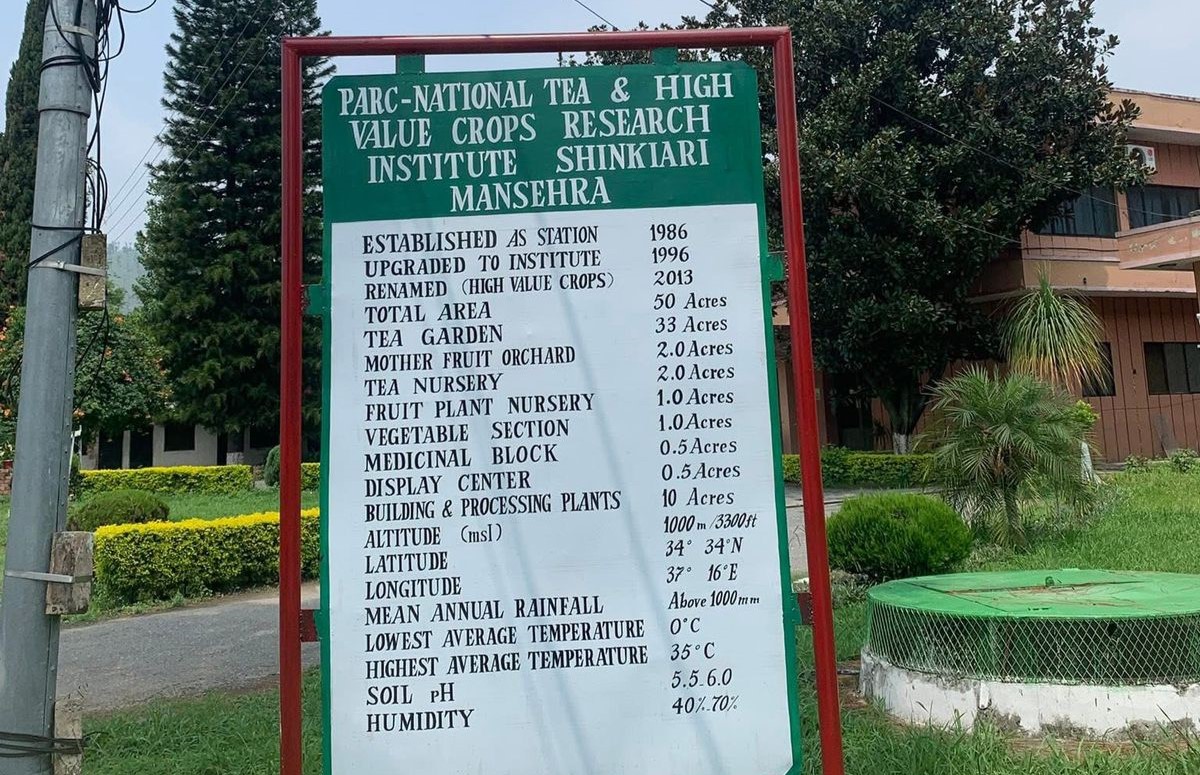 PARC-NATIONAL TEA & HIGH
VALUE CROPS RESEARCH
INSTITUTE SHINKIARI
MANSEHRA
ESTABLISHED AS STATION 1986
UPGRADED TO INSTITUTE 1996
RENAMED (HIGH VALUE CROPS) 2013
TOTAL AREA 50 Acres
TEA GARDEN 33 Acres
MOTHER FRUIT ORCHARD 2.0 Acres
TEA NURSERY 2.0 Acres
FRUIT PLANT NURSERY 1.0 Acres
VEGETABLE SECTION 1.0 Acres
MEDICINAL BLOCK 0.5 Acres
DISPLAY CENTER 0.5 Acres
BUILDING & PROCESSING PLANTS 10 Acres
ALTITUDE (msl) 1000 m /3300ft
LATITUDE 34° 34°N
LONGITUDE 37° 16°E
MEAN ANNUAL RAINFALL Above 1000mm
LOWEST AVERAGE TEMPERATURE 0°C
HIGHEST AVERAGE TEMPERATURE 35°C
SOIL pH 5.5-6.0
HUMIDITY 40%-70%